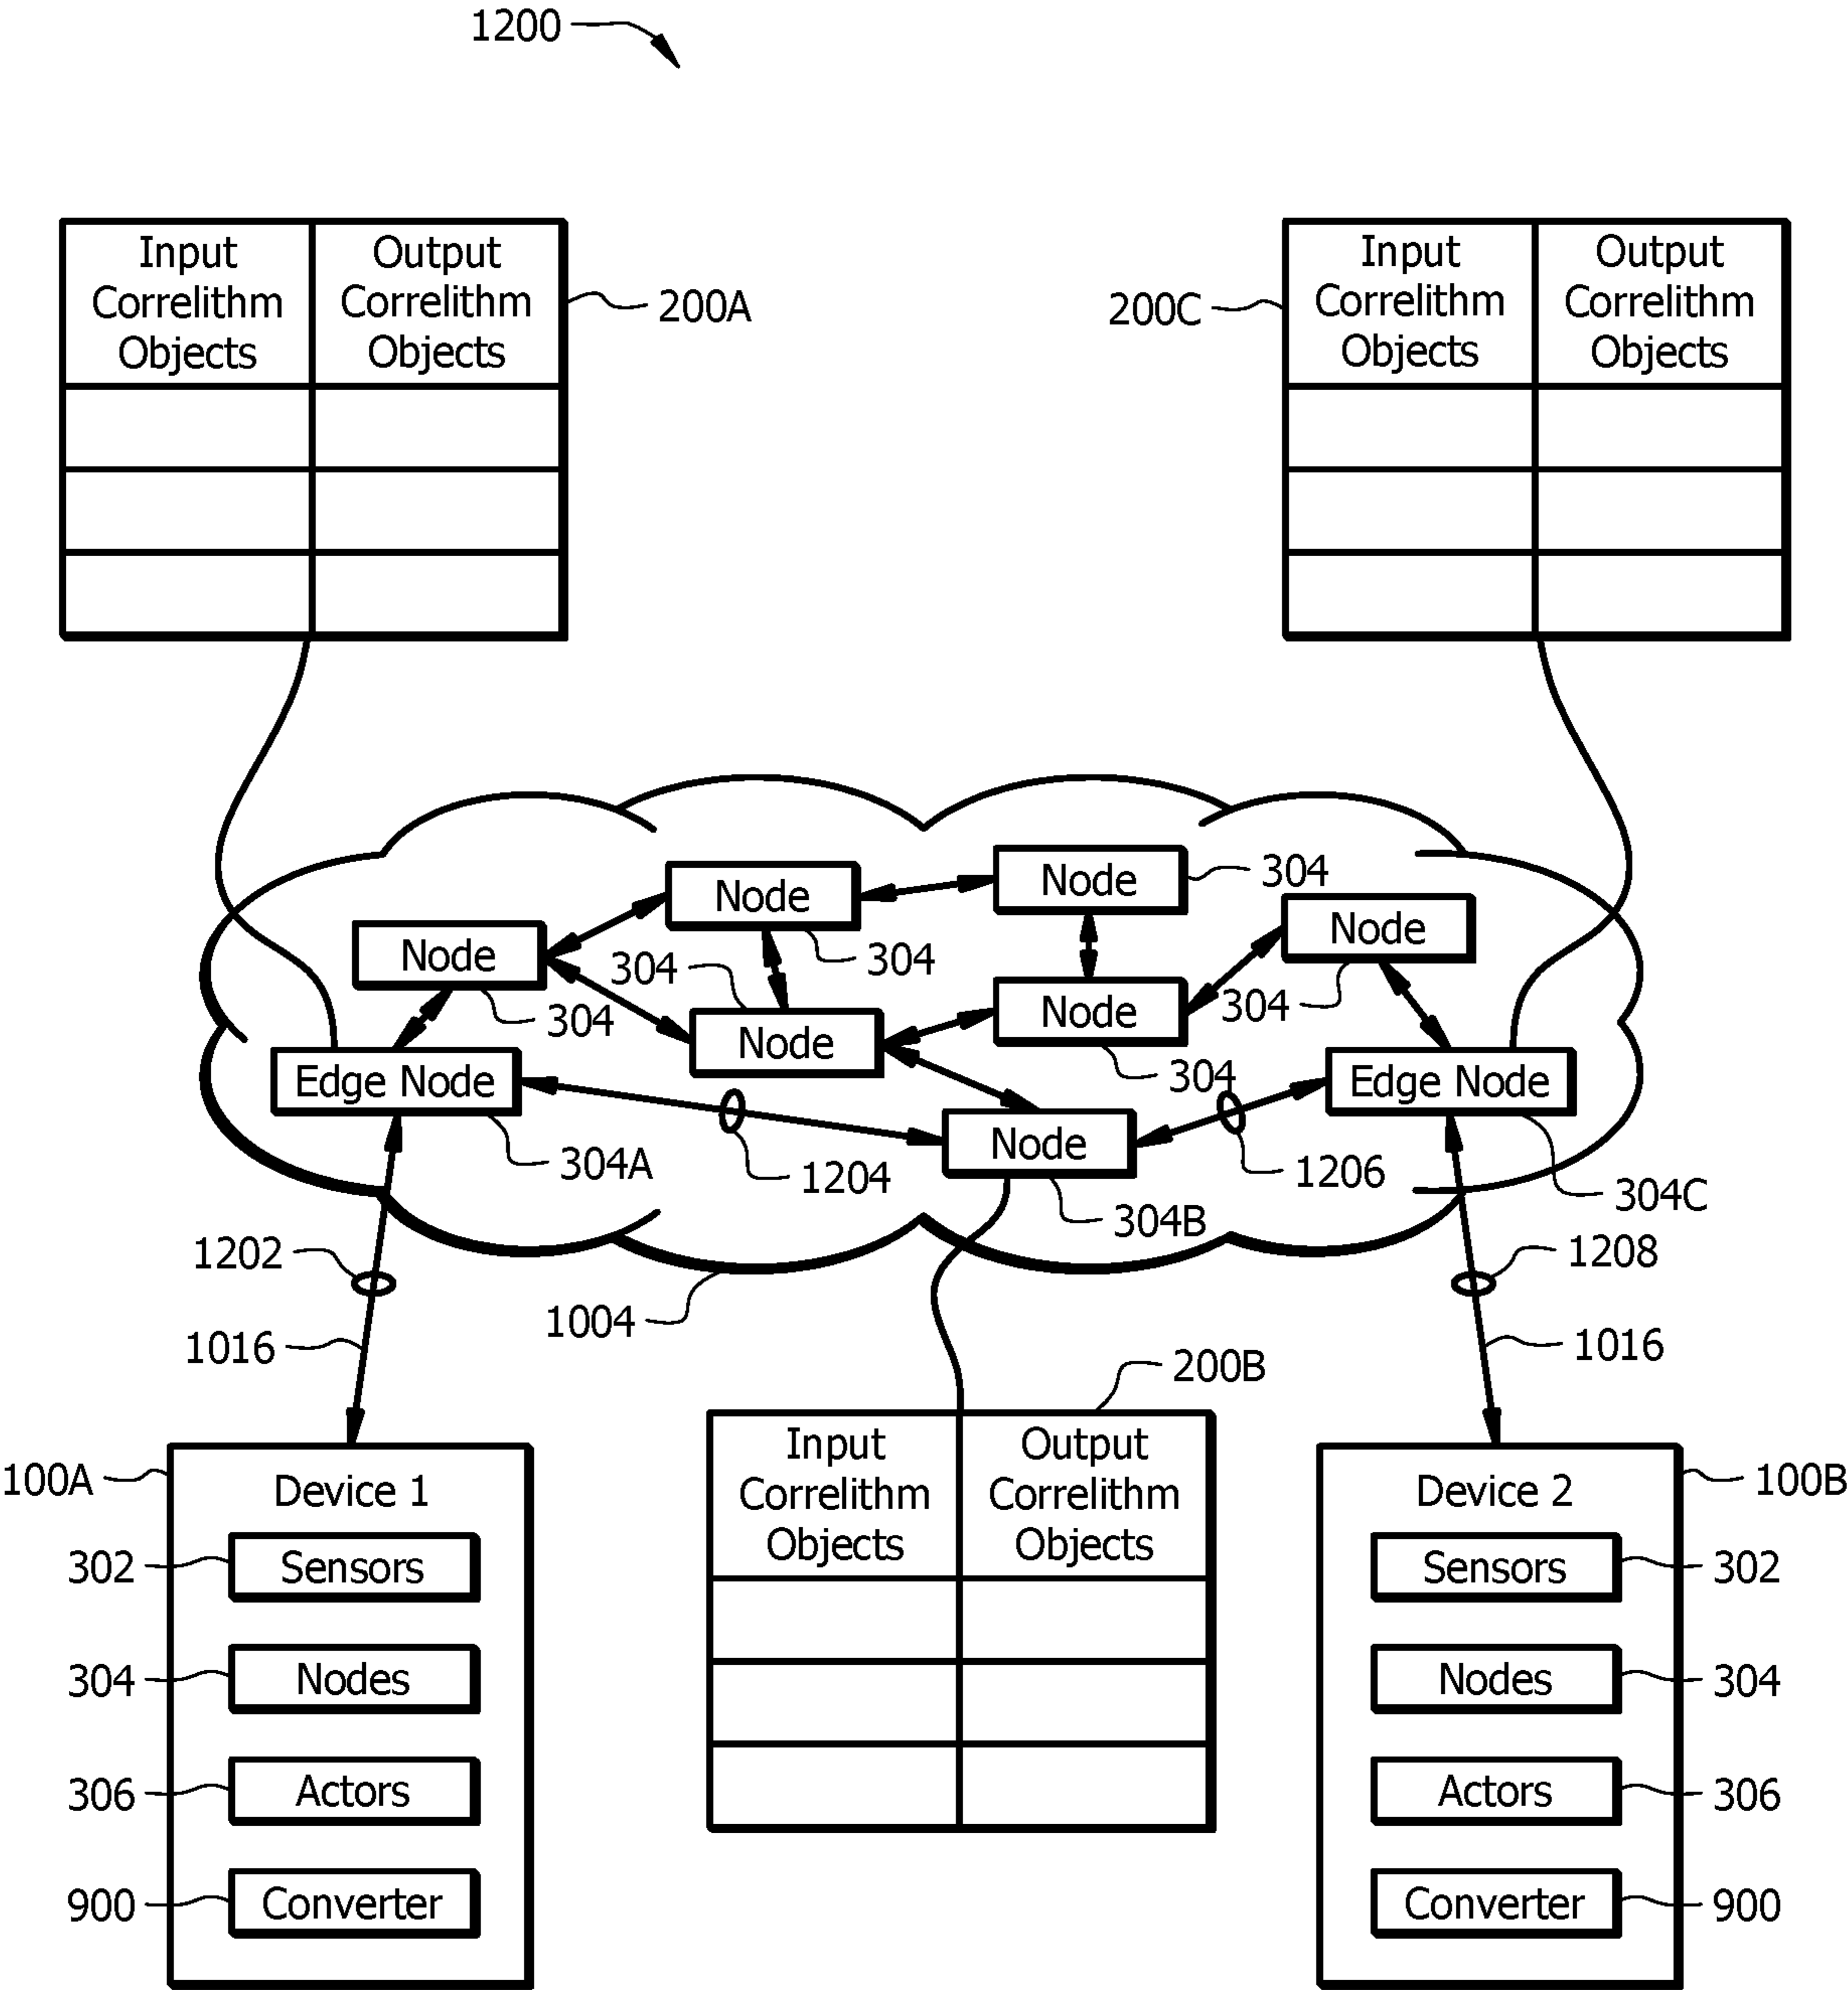 1200
Input
Correlithm
Objects
Output
Correlithm
Objects
200A
200C
Input
Correlithm
Objects
Output
Correlithm
Objects
Node
304
Node
304
Node
304
Node
304
Node
304
Node
304
Edge Node
304A
1204
Node
304B
1206
Edge Node
304C
1202
1208
1004
1016
1016
200B
Input
Correlithm
Objects
Output
Correlithm
Objects
100A
Device 1
302
Sensors
304
Nodes
306
Actors
900
Converter
100B
Device 2
Sensors
302
Nodes
304
Actors
306
Converter
900